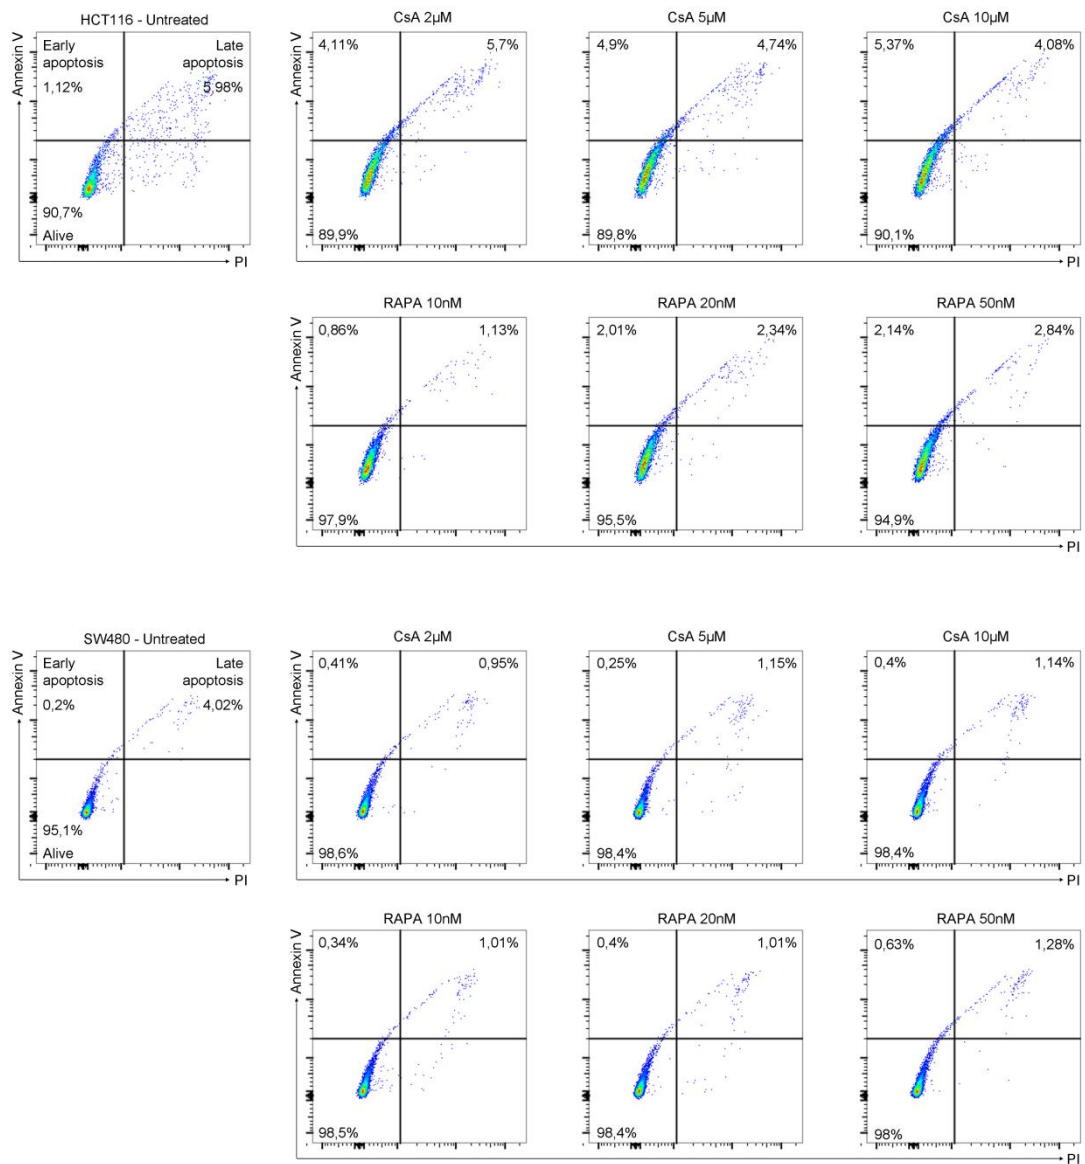 HCT116 - Untreated
Annexin V
Early apoptosis
1,12%
Late apoptosis
5,98%
90,7%
Alive
PI
CsA 2µM
Annexin V
4,11%
5,7%
89,9%
CsA 5µM
4,9%
4,74%
89,8%
CsA 10µM
5,37%
4,08%
90,1%
PI
RAPA 10nM
Annexin V
0,86%
1,13%
97,9%
RAPA 20nM
2,01%
2,34%
95,5%
RAPA 50nM
2,14%
2,84%
94,9%
PI
SW480 - Untreated
Annexin V
Early apoptosis
0,2%
Late apoptosis
4,02%
95,1%
Alive
PI
CsA 2µM
Annexin V
0,41%
0,95%
98,6%
CsA 5µM
0,25%
1,15%
98,4%
CsA 10µM
0,4%
1,14%
98,4%
PI
RAPA 10nM
Annexin V
0,34%
1,01%
98,5%
RAPA 20nM
0,4%
1,01%
98,4%
RAPA 50nM
0,63%
1,28%
98%
PI